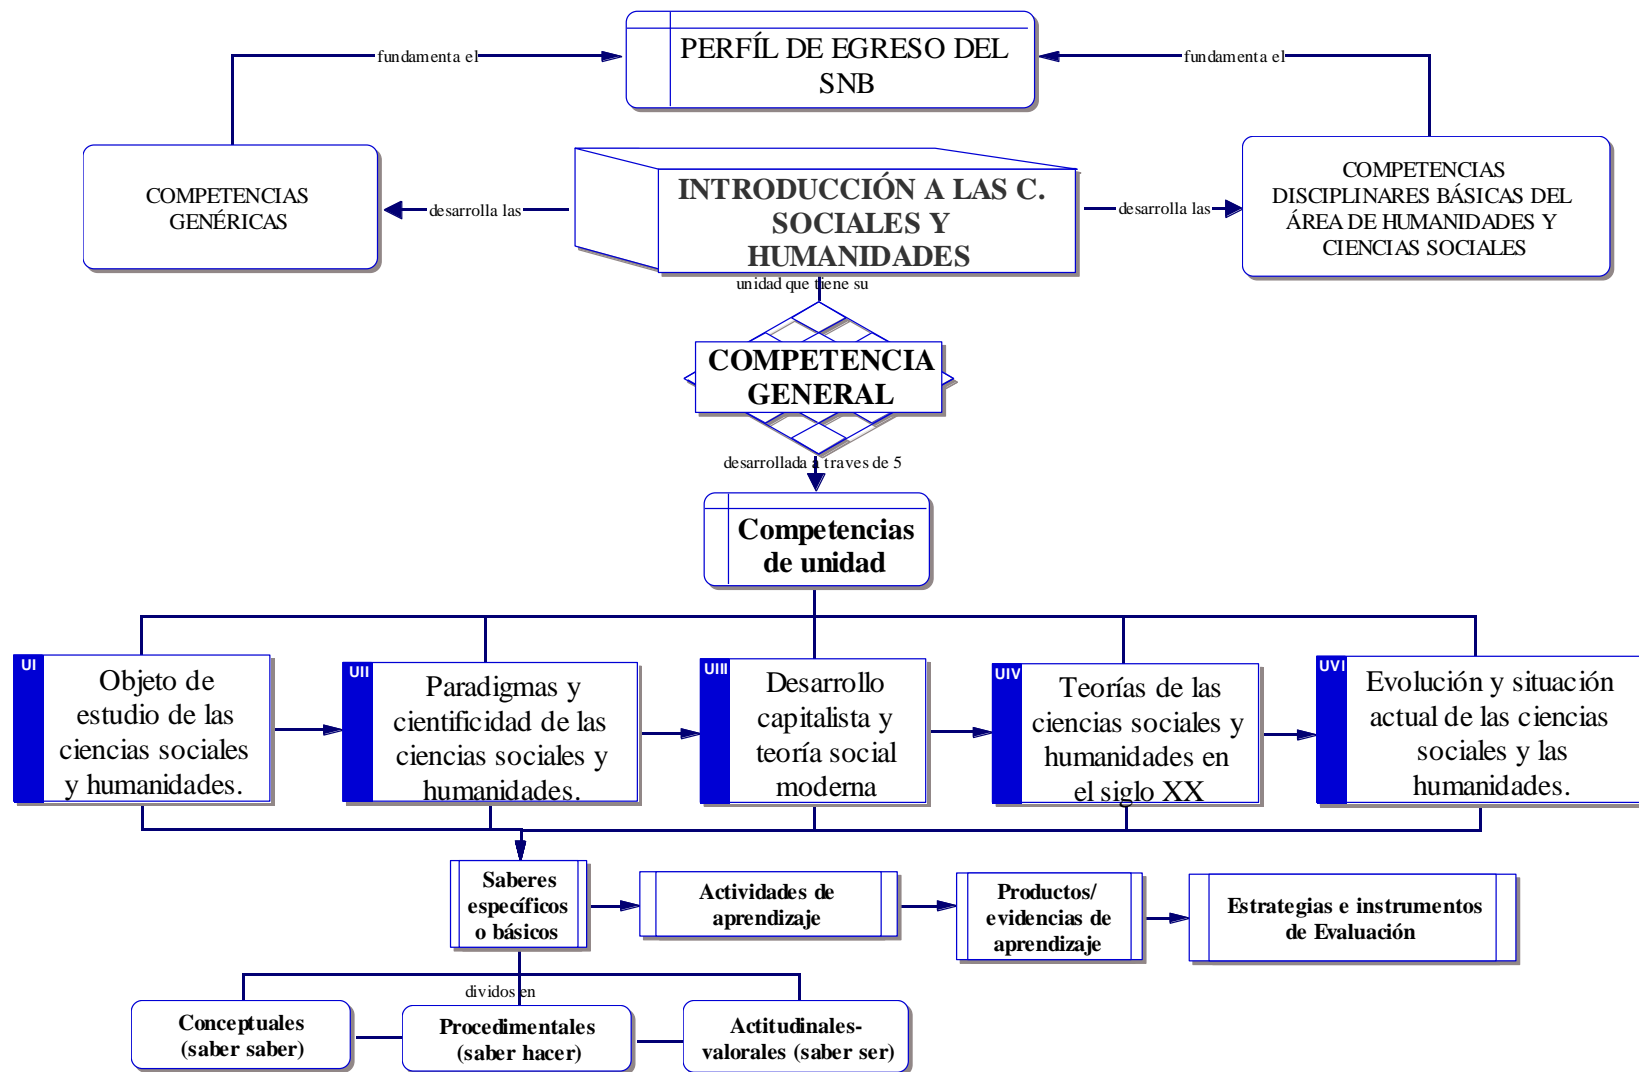 PERFÍL DE EGRESO DEL
SNB
fundamenta el
fundamenta el
COMPETENCIAS
GENÉRICAS
desarrolla las
INTRODUCCIÓN A LAS C.
SOCIALES Y
HUMANIDADES
desarrolla las
COMPETENCIAS
DISCIPLINARES BÁSICAS DEL
ÁREA DE HUMANIDADES Y
CIENCIAS SOCIALES
unidad que tiene su
COMPETENCIA
GENERAL
desarrollada a traves de 5
Competencias
de unidad
UI
Objeto de
estudio de las
ciencias sociales
y humanidades.
UII
Paradigmas y
cientificidad de las
ciencias sociales y
humanidades.
UIII
Desarrollo
capitalista y
teoría social
moderna
UIV
Teorías de las
ciencias sociales y
humanidades en
el siglo XX
UVI
Evolución y situación
actual de las ciencias
sociales y las
humanidades.
Saberes
específicos
o básicos
Actividades de
aprendizaje
Productos/
evidencias de
aprendizaje
Estrategias e instrumentos
de Evaluación
dividos en
Conceptuales
(saber saber)
Procedimentales
(saber hacer)
Actitudinales-
valorales (saber ser)